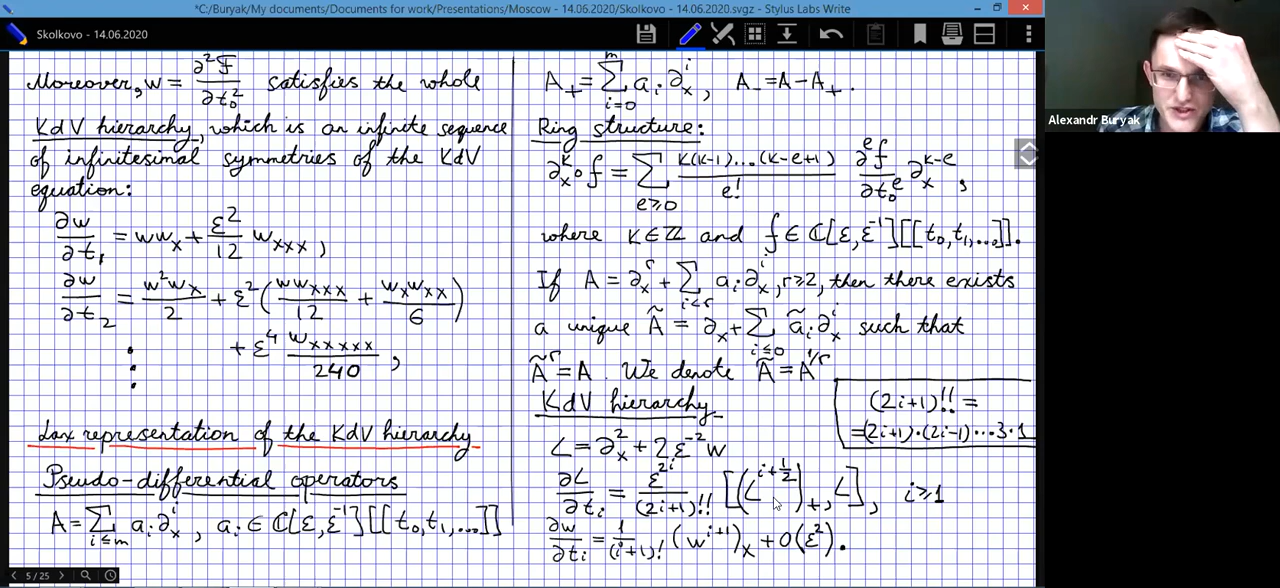 *C:/Buryak/My documents/Documents for work/Presentations/Moscow - 14.06.2020/Skolkovo - 14.06.2020.svgz - Stylus Labs Write
Skolkovo - 14.06.2020
Moreover, w = ∂²F/∂t₀² satisfies the whole
KdV hierarchy, which is an infinite sequence
of infinitesimal symmetries of the KdV
equation:
∂w/∂t₁ = ww_x + ε²/12 w_xxx,
∂w/∂t₂ = w²w_x/2 + ε²(ww_xxx/12 + w_xw_xx/6)
+ ε⁴ w_xxxxx/240,
⋮
Lax representation of the KdV hierarchy
Pseudo-differential operators
A = Σ_{i≤m} a_i ∂_x^i, a_i ∈ ℂ[ε,ε⁻¹][[t₀,t₁,...]]
A₊ = Σ_{i=0}^m a_i ∂_x^i, A₋ = A - A₊.
Ring structure:
∂_x^k ∘ f = Σ_{e≥0} k(k-1)...(k-e+1)/e! ∂^e f/∂t₀^e ∂_x^{k-e},
where k∈ℤ and f ∈ ℂ[ε,ε⁻¹][[t₀,t₁,...]].
If A = ∂_x^r + Σ_{i<r} a_i ∂_x^i, r≥2, then there exists
a unique Ã = ∂_x + Σ_{i≤0} ã_i ∂_x^i such that
Ã^r = A. We denote Ã = A^{1/r}
KdV hierarchy
(2i+1)!! =
=(2i+1)·(2i-1)...3·1
L = ∂_x² + 2ε⁻²w
∂L/∂t_i = ε^{2i}/(2i+1)!! [(L^{i+1/2})₊, L], i≥1
∂w/∂t_i = 1/(i+1)! (w^{i+1})_x + O(ε²).
Alexandr Buryak
5 / 25